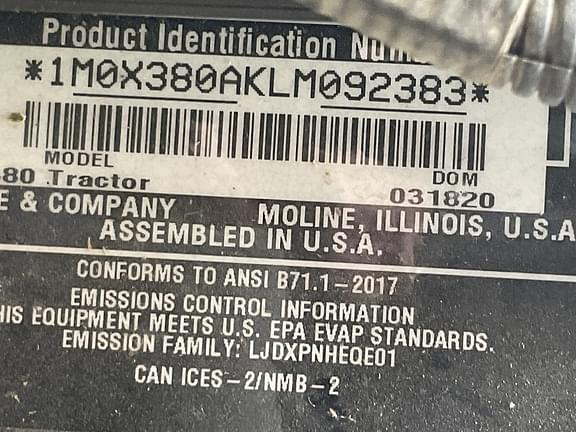 Product Identification Num
*1M0X380AKLM092383*
MODEL DOM
80 Tractor 031820
E & COMPANY MOLINE, ILLINOIS, U.S.A
ASSEMBLED IN U.S.A.
CONFORMS TO ANSI B71.1-2017
EMISSIONS CONTROL INFORMATION
HIS EQUIPMENT MEETS U.S. EPA EVAP STANDARDS.
EMISSION FAMILY: LJDXPNHEQE01
CAN ICES-2/NMB-2